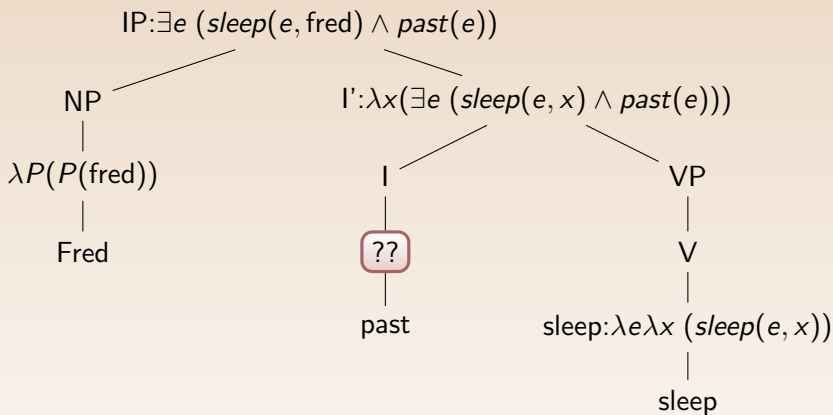 IP:∃e (sleep(e, fred) ∧ past(e))
NP
I':λx(∃e (sleep(e, x) ∧ past(e)))
λP(P(fred))
I
VP
Fred
??
V
past
sleep:λeλx (sleep(e, x))
sleep